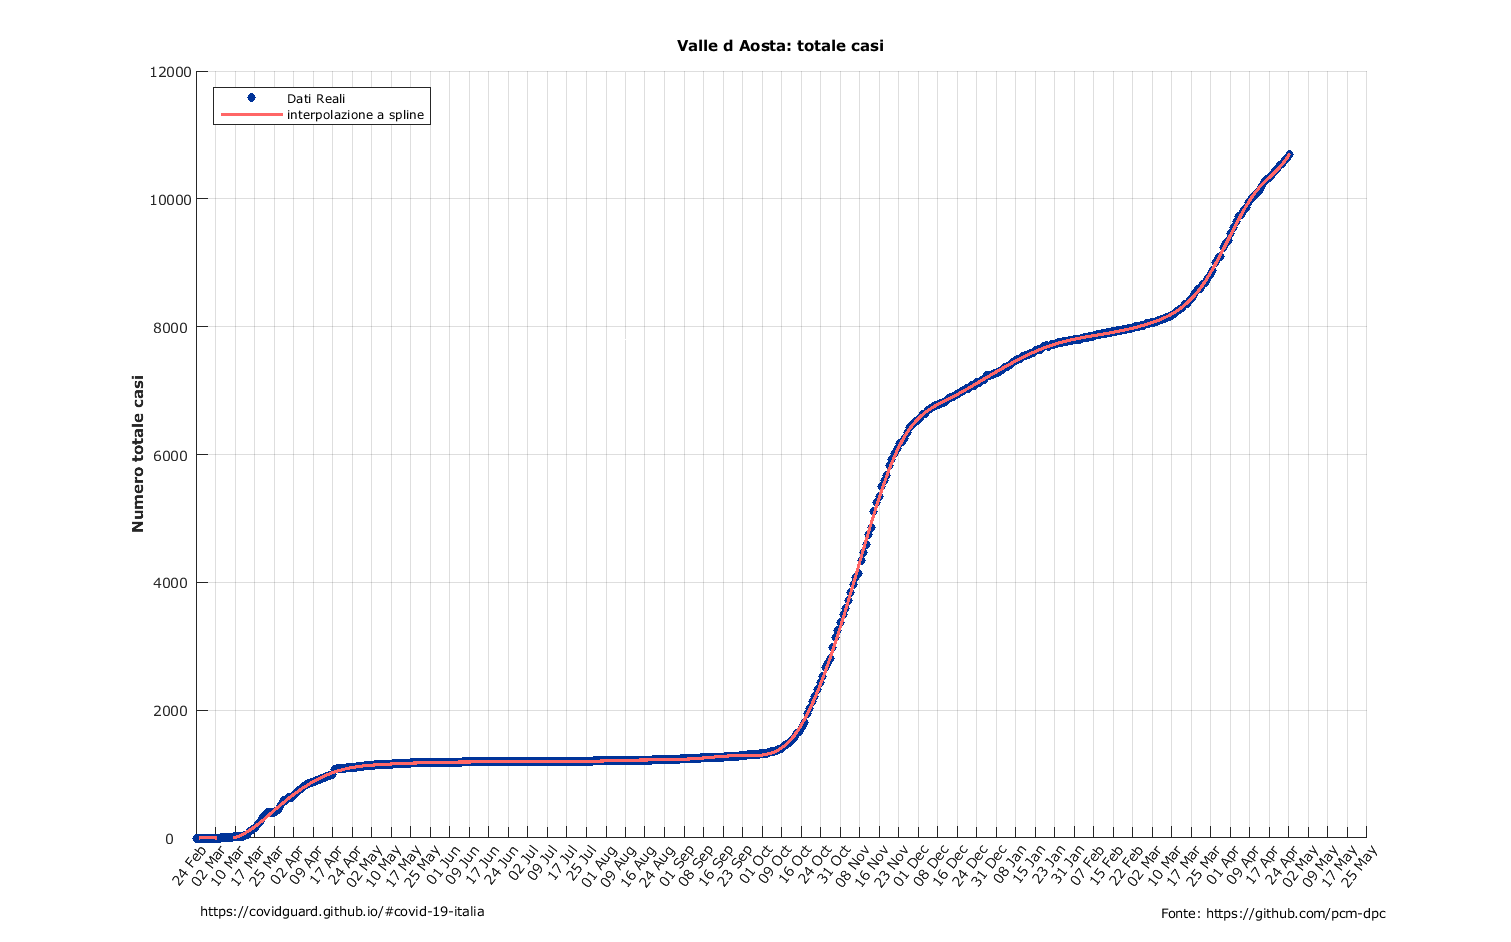 Valle d Aosta: totale casi
12000
10000
8000
6000
4000
2000
0
Numero totale casi
Dati Reali
interpolazione a spline
24 Feb
02 Mar
10 Mar
17 Mar
25 Mar
02 Apr
09 Apr
17 Apr
24 Apr
02 May
10 May
17 May
25 May
01 Jun
09 Jun
17 Jun
24 Jun
02 Jul
09 Jul
17 Jul
25 Jul
01 Aug
09 Aug
16 Aug
24 Aug
01 Sep
08 Sep
16 Sep
23 Sep
01 Oct
09 Oct
16 Oct
24 Oct
31 Oct
08 Nov
16 Nov
23 Nov
01 Dec
08 Dec
16 Dec
24 Dec
31 Dec
08 Jan
15 Jan
23 Jan
31 Jan
07 Feb
15 Feb
22 Feb
02 Mar
10 Mar
17 Mar
25 Mar
01 Apr
09 Apr
17 Apr
24 Apr
02 May
09 May
17 May
25 May
https://covidguard.github.io/#covid-19-italia
Fonte: https://github.com/pcm-dpc